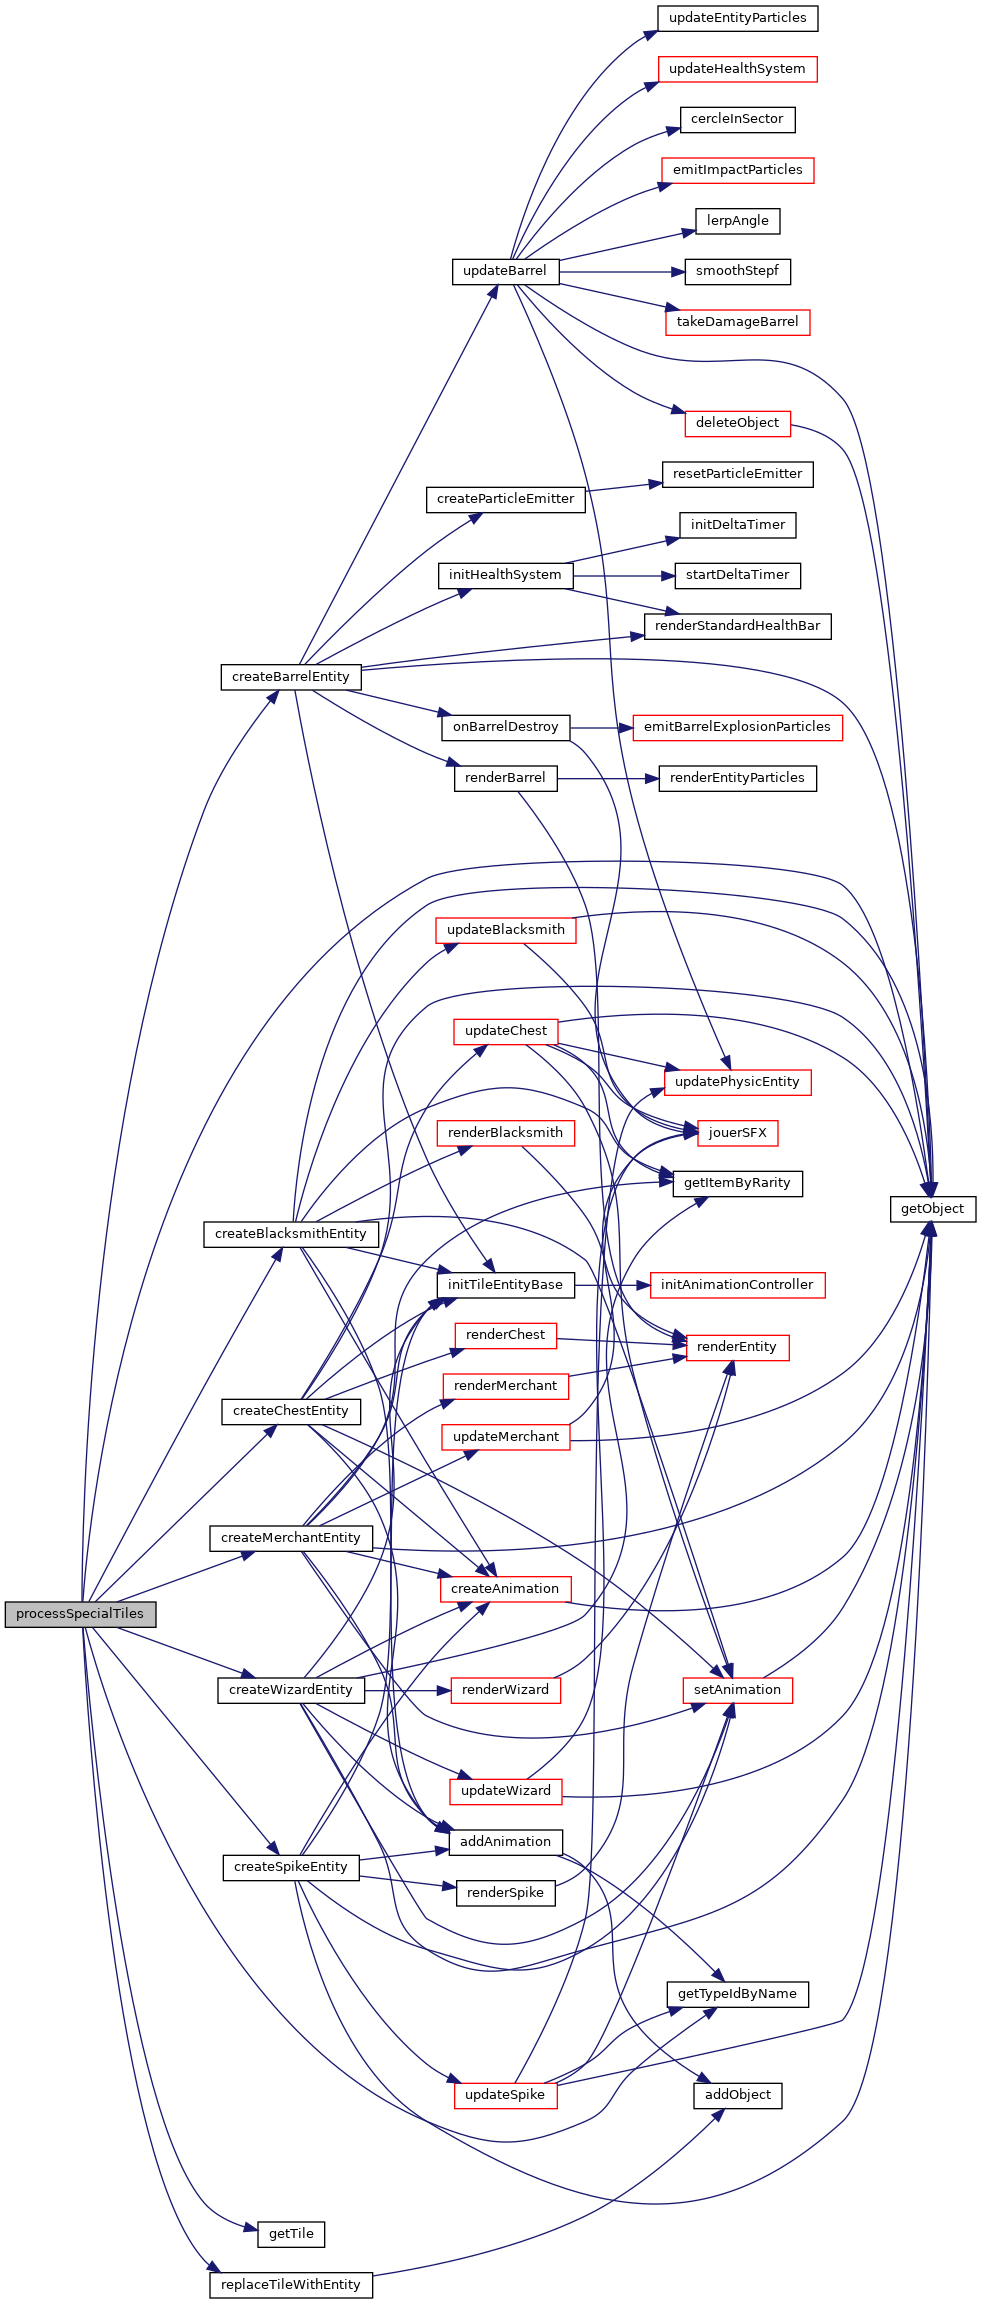 updateEntityParticles
updateHealthSystem
cercleInSector
emitImpactParticles
lerpAngle
updateBarrel
smoothStepf
takeDamageBarrel
deleteObject
resetParticleEmitter
createParticleEmitter
initDeltaTimer
initHealthSystem
startDeltaTimer
renderStandardHealthBar
createBarrelEntity
onBarrelDestroy
emitBarrelExplosionParticles
renderBarrel
renderEntityParticles
updateBlacksmith
updateChest
updatePhysicEntity
renderBlacksmith
jouerSFX
getItemByRarity
getObject
createBlacksmithEntity
initTileEntityBase
initAnimationController
renderChest
renderEntity
renderMerchant
createChestEntity
updateMerchant
createMerchantEntity
createAnimation
processSpecialTiles
createWizardEntity
renderWizard
setAnimation
updateWizard
addAnimation
createSpikeEntity
renderSpike
getTypeIdByName
updateSpike
addObject
getTile
replaceTileWithEntity